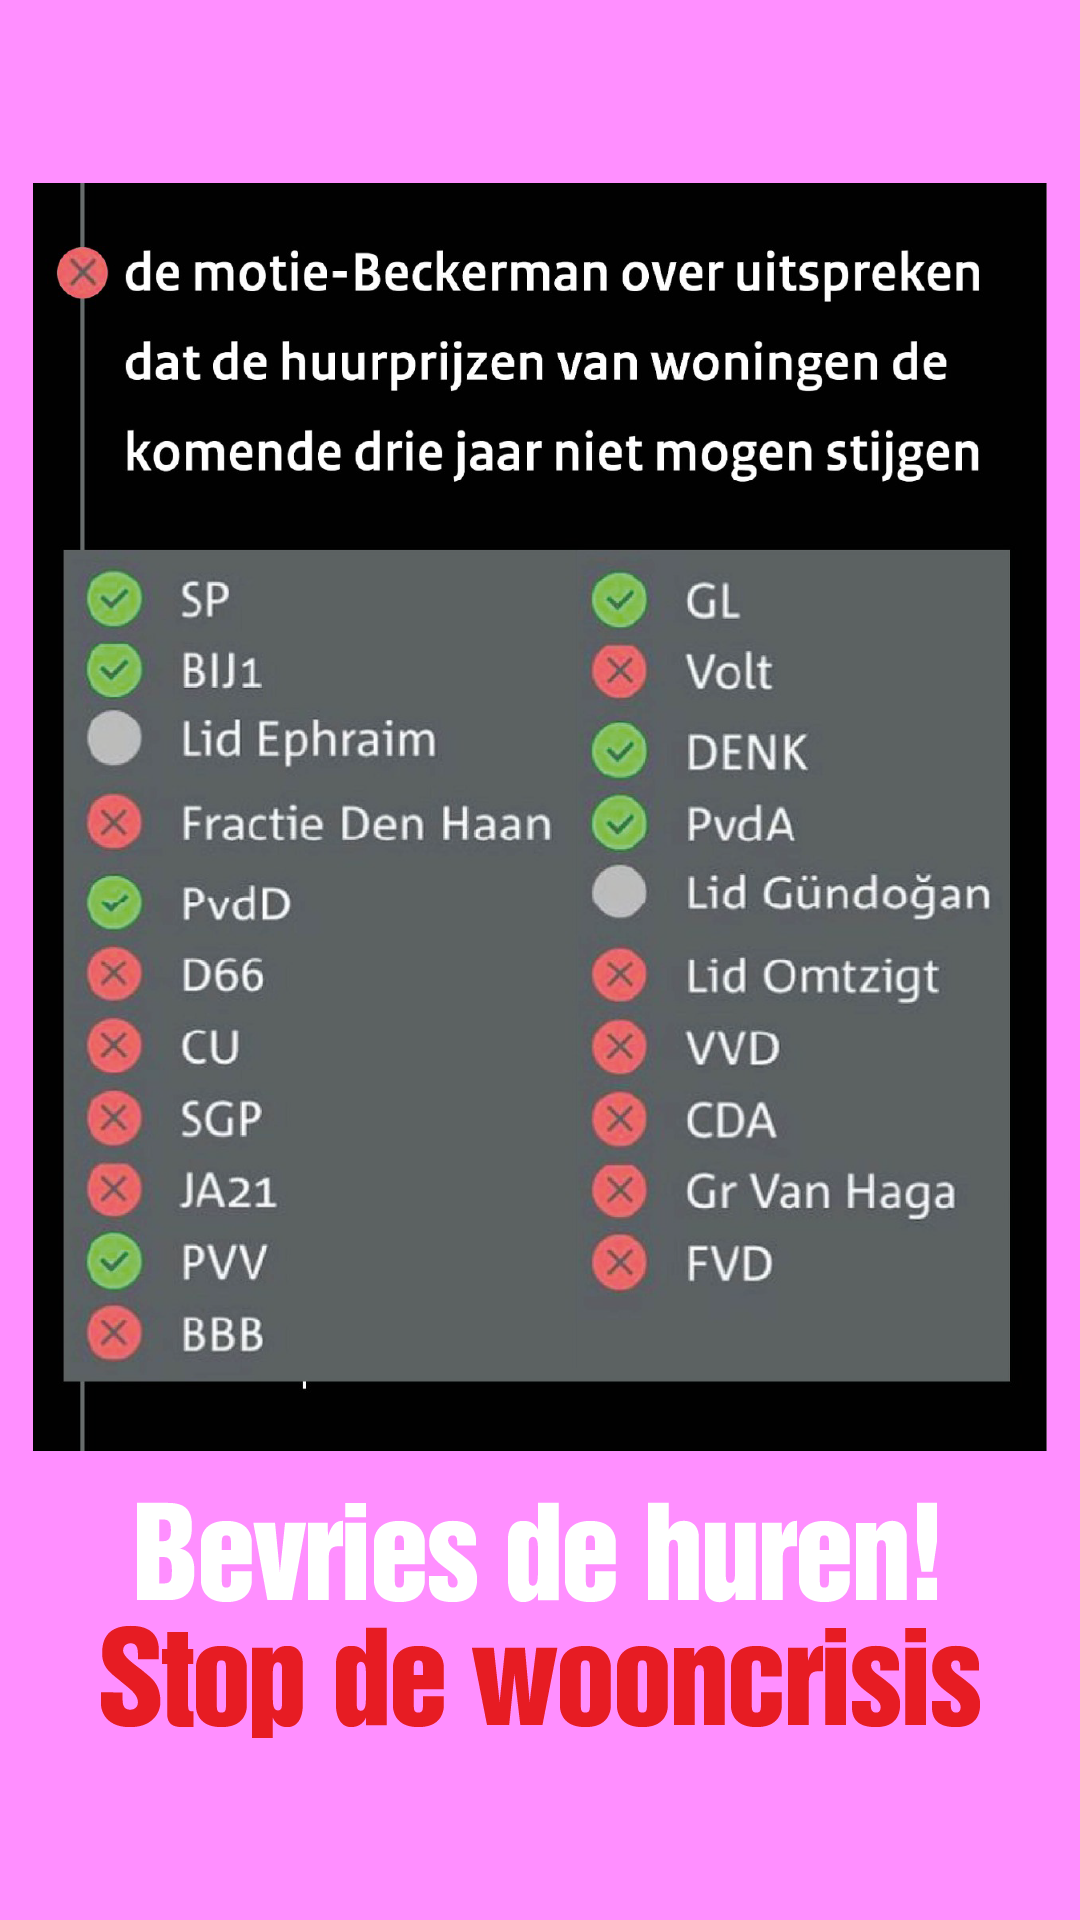 de motie-Beckerman over uitspreken
dat de huurprijzen van woningen de
komende drie jaar niet mogen stijgen
SP
BIJ1
Lid Ephraim
Fractie Den Haan
PvdD
D66
CU
SGP
JA21
PVV
BBB
GL
Volt
DENK
PvdA
Lid Gündoğan
Lid Omtzigt
VVD
CDA
Gr Van Haga
FVD
Bevries de huren!
Stop de wooncrisis